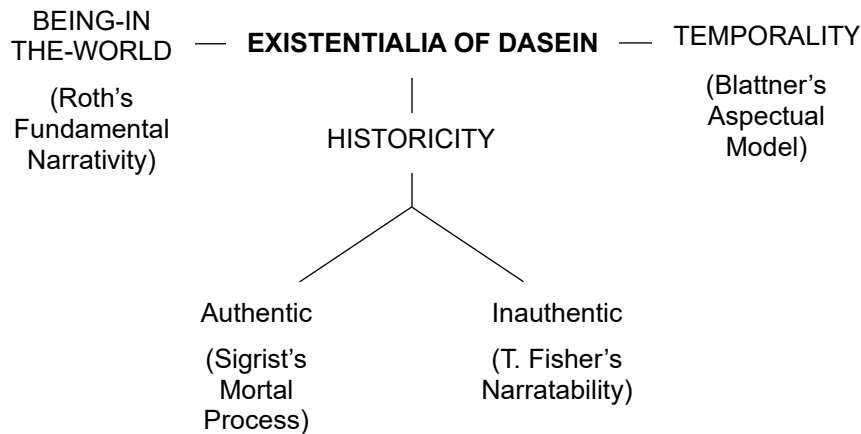 BEING-IN
THE-WORLD
(Roth's
Fundamental
Narrativity)
EXISTENTIALIA OF DASEIN
TEMPORALITY
(Blattner's
Aspectual
Model)
HISTORICITY
Authentic
(Sigrist's
Mortal
Process)
Inauthentic
(T. Fisher's
Narratability)